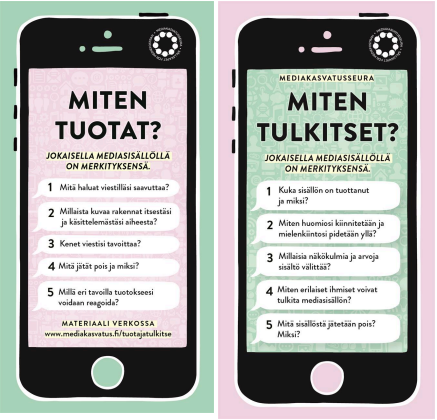 MITEN
TUOTAT?
JOKAISELLA MEDIASISÄLLÖLLÄ
ON MERKITYKSENSÄ.
1 Mitä haluat viestilläsi saavuttaa?
2 Millaista kuvaa rakennat itsestäsi
ja käsittelemästäsi aiheesta?
3 Kenet viestisi tavoittaa?
4 Mitä jätät pois ja miksi?
5 Millä eri tavoilla tuotokseesi
voidaan reagoida?
MATERIAALI VERKOSSA
www.mediakasvatus.fi/tuotajatulkitse
MEDIAKASVATUSSEURA
MITEN
TULKITSET?
JOKAISELLA MEDIASISÄLLÖLLÄ
ON MERKITYKSENSÄ.
1 Kuka sisällön on tuottanut
ja miksi?
2 Miten huomiosi kiinnitetään ja
mielenkiintosi pidetään yllä?
3 Millaisia näkökulmia ja arvoja
sisältö välittää?
4 Miten erilaiset ihmiset voivat
tulkita mediasisällön?
5 Mitä sisällöstä jätetään pois?
Miksi?